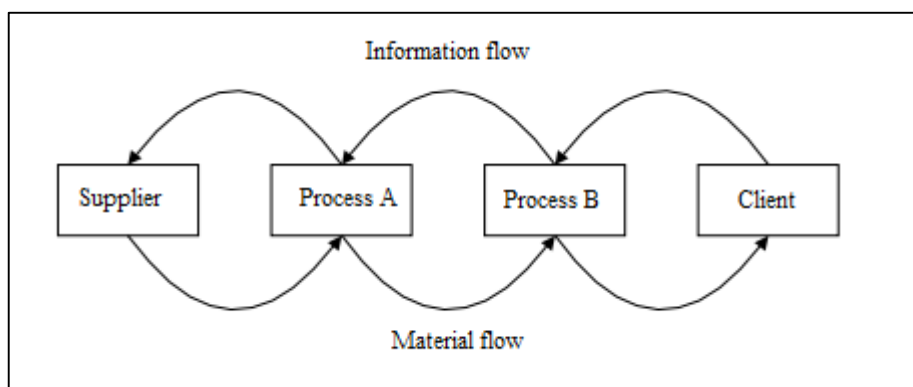 Information flow
Supplier
Process A
Process B
Client
Material flow